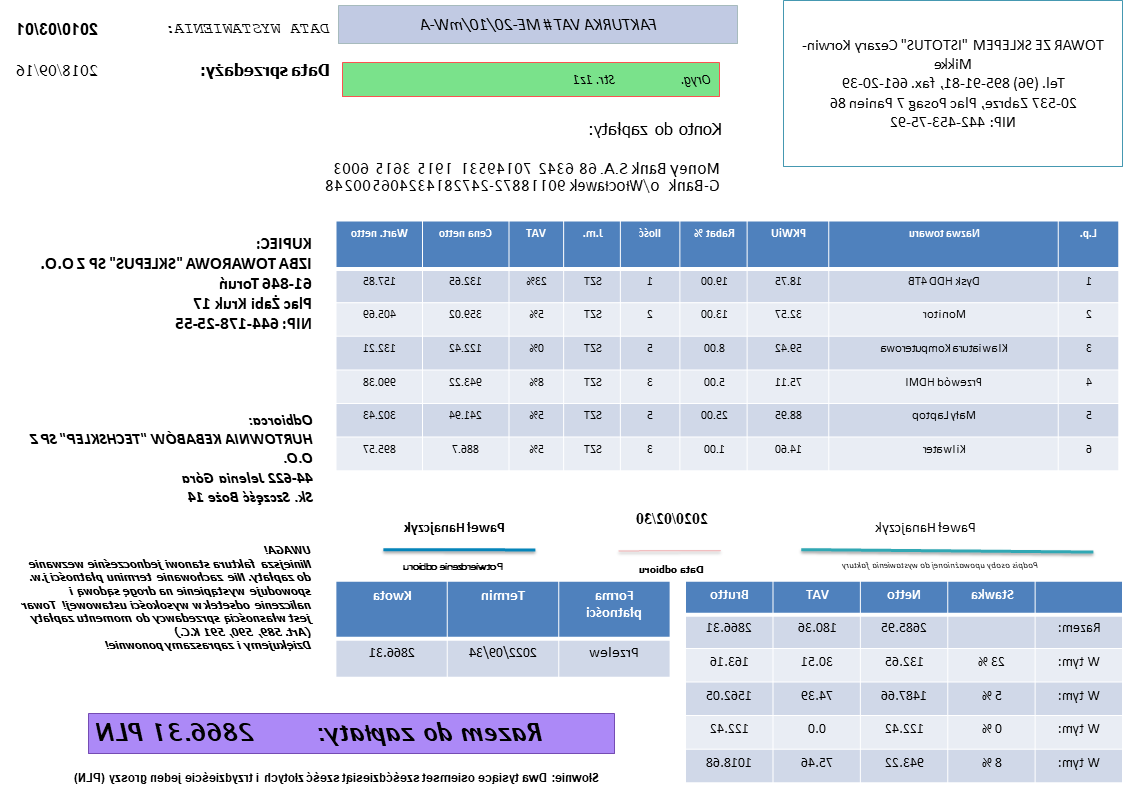 TOWAR ZE SKLEPEM "ISTOTUS" Cezary Korwin-
Mikke
Tel. (96) 895-91-81, fax. 661-20-39
20-537 Zabrze, Plac Posag 7 Panien 86
NIP: 442-453-75-92
FAKTURKA VAT # ME-20/10/mW-A
Oryg. Str. 1z1
DATA WYSTAWIENIA: 2010/03/01
Data sprzedaży: 2018/09/16
Konto do zapłaty:
Money Bank S.A. 68 6342 70149531 1915 3615 6003
G-Bank o/Włocławek 90118872-247281432406500248
L.p. Nazwa towaru PKWiU Rabat % Ilość J.m. VAT Cena netto Wart. netto
1 Dysk HDD 4TB 18.75 19.00 1 SZT 23% 132.65 157.85
2 Monitor 32.57 13.00 2 SZT 5% 359.02 405.69
3 Klawiatura Komputerowa 59.42 8.00 5 SZT 0% 122.42 132.21
4 Przewód HDMI 75.11 5.00 3 SZT 8% 943.22 990.38
5 Mały Laptop 88.95 25.00 5 SZT 5% 241.94 302.43
6 Kilwater 14.60 1.00 3 SZT 5% 886.7 895.57
KUPIEC:
IZBA TOWAROWA "SKLEPUS" SP Z O.O.
61-846 Toruń
Plac Żabi Kruk 17
NIP: 644-178-25-55
Odbiorca:
HURTOWNIA KEBABÓW "TECHSKLEP" SP Z
O.O.
44-622 Jelenia Góra
Sk. Szczęść Boże 14
Paweł Hanajczyk
Podpis osoby upoważnionej do wystawienia faktury
2020/02/30
Data odbioru
Paweł Hanajczyk
Potwierdzenie odbioru
UWAGA!
Niniejsza faktura stanowi jednocześnie wezwanie
do zapłaty. Nie zachowanie terminu płatności j.w.
spowoduje wystąpienie na drogę sądową i
naliczenie odsetek w wysokości ustawowej! Towar
jest własnością sprzedawcy do momentu zapłaty
(Art. 589, 590, 591 K.C.)
Dziękujemy i zapraszamy ponownie!
Stawka Netto VAT Brutto
Razem: 2685.95 180.36 2866.31
W tym: 23 % 132.65 30.51 163.16
W tym: 5 % 1487.66 74.39 1562.05
W tym: 0 % 122.42 0.0 122.42
W tym: 8 % 943.22 75.46 1018.68
Forma płatności Termin Kwota
Przelew 2022/09/34 2866.31
Razem do zapłaty: 2866.31 PLN
Słownie: Dwa tysiące osiemset sześćdziesiąt sześć złotych i trzydzieście jeden groszy (PLN)